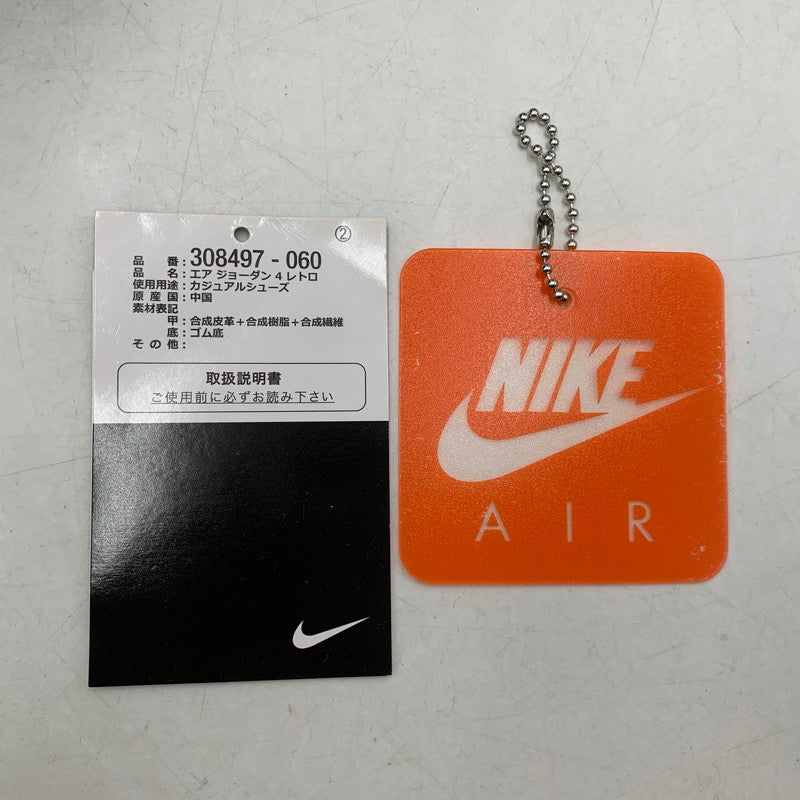 ②
品 番:308497 - 060
品 名:エア ジョーダン 4 レトロ
使用用途:カジュアルシューズ
原 産 国:中国
素材表記
甲:合成皮革+合成樹脂+合成繊維
底:ゴム底
そ の 他:
取扱説明書
ご使用前に必ずお読み下さい
NIKE
AIR